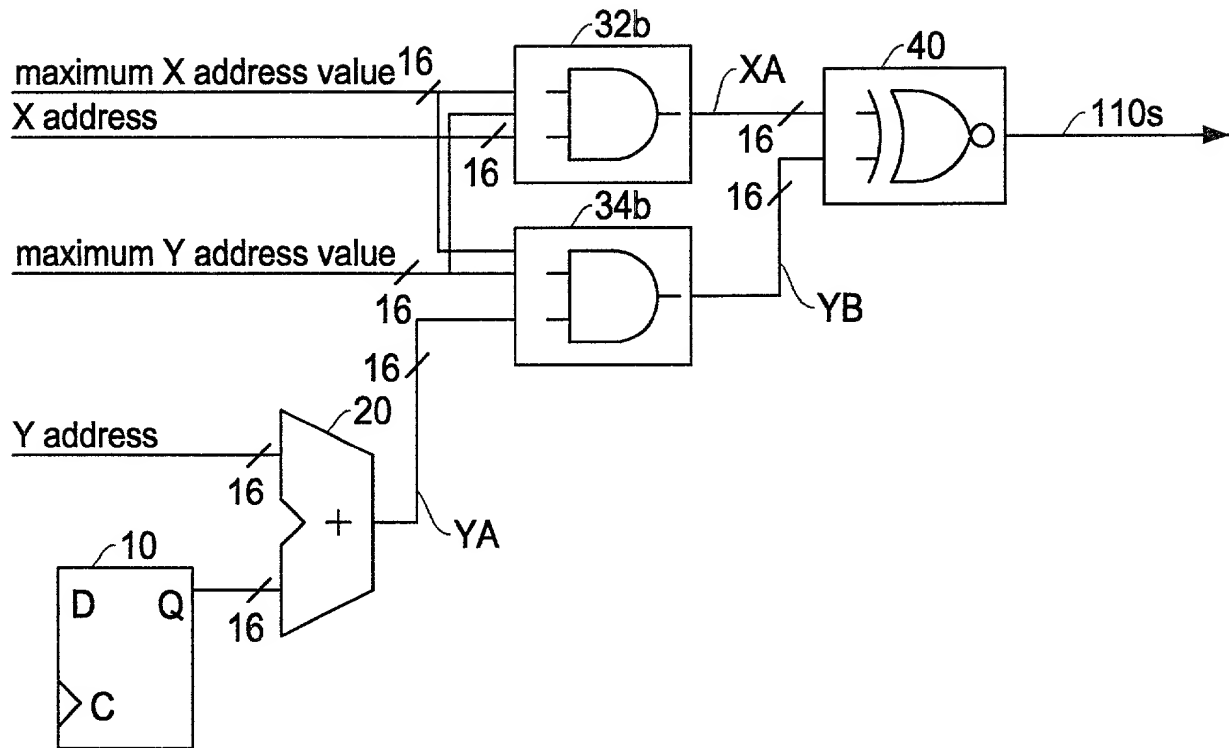 32b
maximum X address value
16
XA
40
X address
16
16
110s
34b
16
maximum Y address value
16
YB
16
20
Y address
16
+
YA
10
D Q
16
C